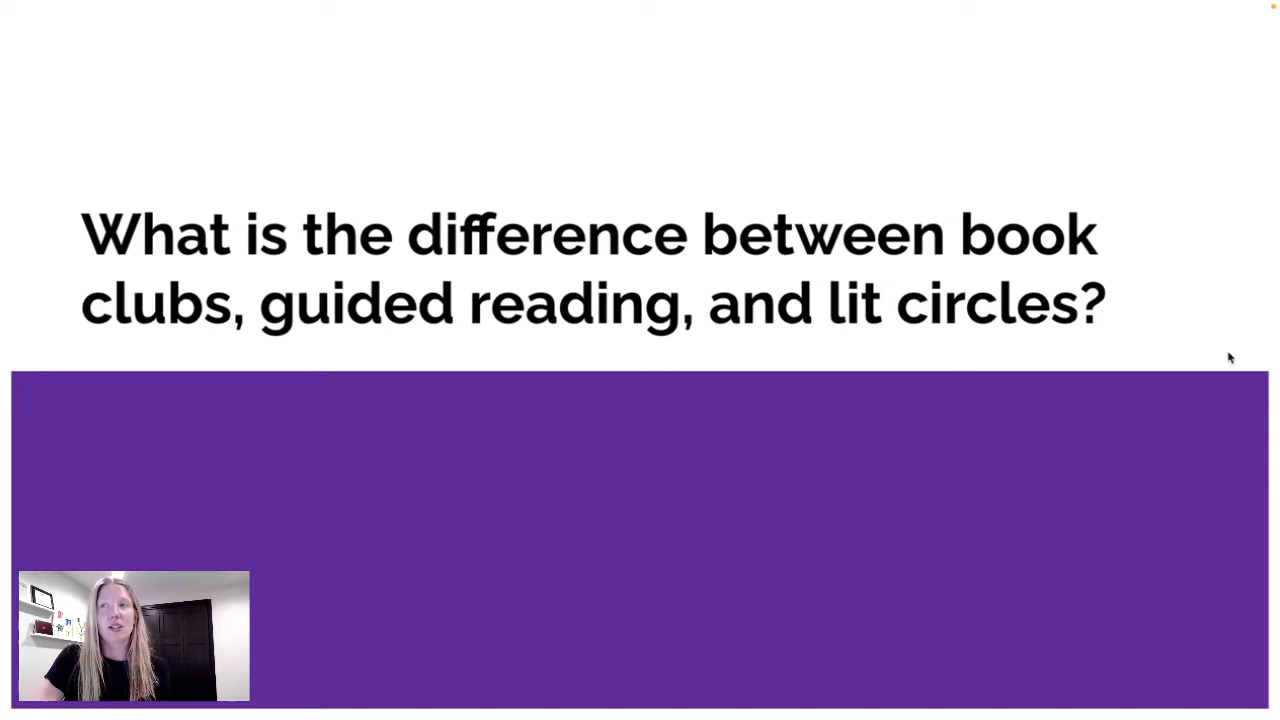 What is the difference between book
clubs, guided reading, and lit circles?